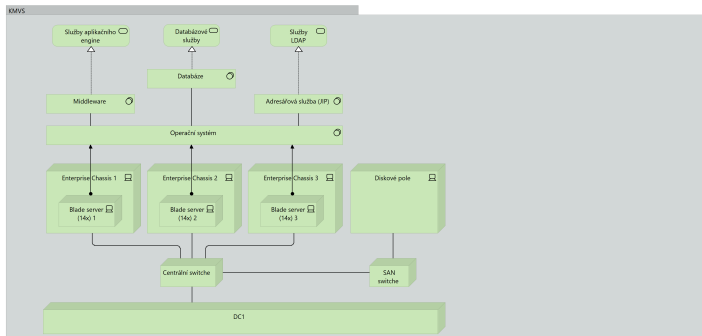 KMVS
Služby aplikačního
engine
Databázové
služby
Služby
LDAP
Databáze
Middleware
Adresářová služba (JIP)
Operační systém
Enterprise Chassis 1
Enterprise Chassis 2
Enterprise Chassis 3
Diskové pole
Blade server
(14x) 1
Blade server
(14x) 2
Blade server
(14x) 3
Centrální switche
SAN
switche
DC1